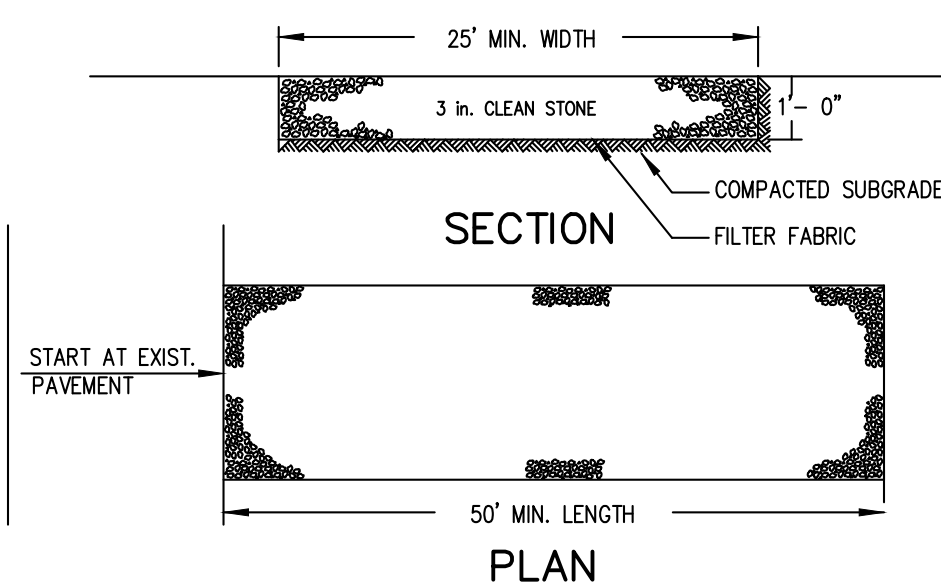 25' MIN. WIDTH
3 in. CLEAN STONE
1'- 0"
COMPACTED SUBGRADE
SECTION
FILTER FABRIC
START AT EXIST.
PAVEMENT
50' MIN. LENGTH
PLAN